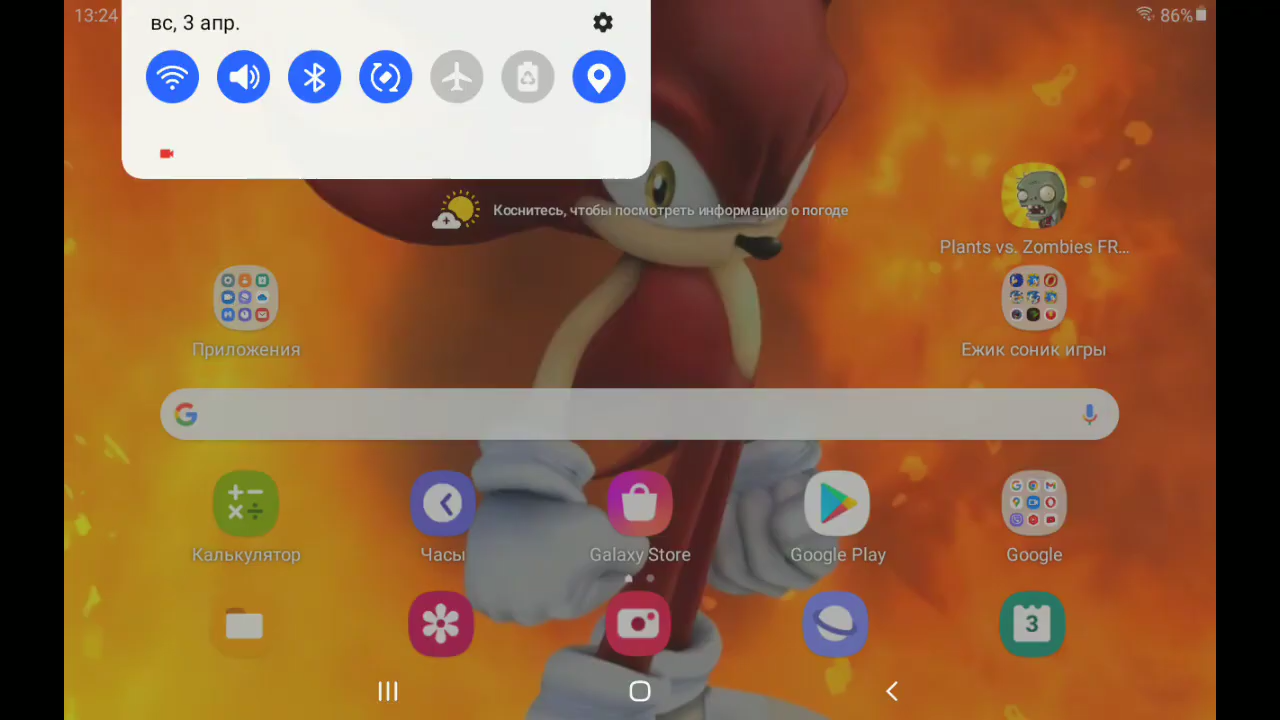 13:24
вс, 3 апр.
86%
Коснитесь, чтобы посмотреть информацию о погоде
Plants vs. Zombies FR...
Приложения
Ежик соник игры
Калькулятор
Часы
Galaxy Store
Google Play
Google
3